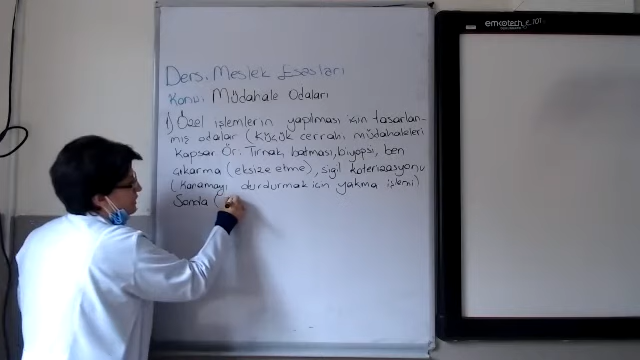 Ders: Meslek Esasları
Konu: Müdahale Odaları
1) Özel işlemlerin yapılması için tasarlan-
mış odalar (Küçük cerrahi müdahaleleri
kapsar Ör: Tırnak batması, biyopsi, ben
çıkarma (eksize etme), siğil koterizasyonu
(Kanamayı durdurmak için yakma işlemi)
Sonda (
emkotech